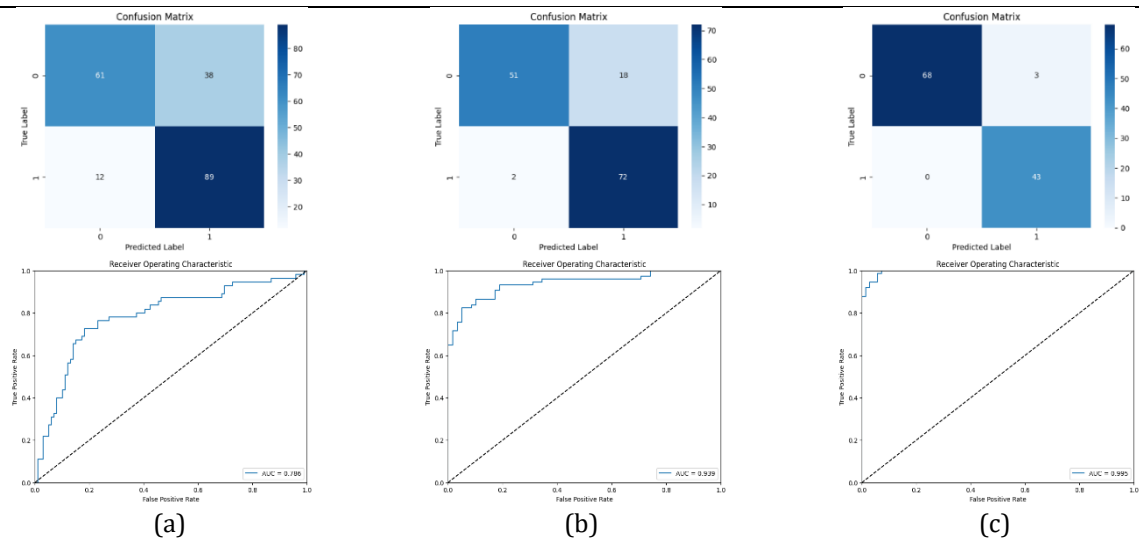 Confusion Matrix
0
1
True Label
61
38
12
89
0
1
Predicted Label
80
70
60
50
40
30
20
Confusion Matrix
0
1
True Label
51
18
2
72
0
1
Predicted Label
70
60
50
40
30
20
10
Confusion Matrix
0
1
True Label
68
3
0
43
0
1
Predicted Label
60
50
40
30
20
10
0
Receiver Operating Characteristic
True Positive Rate
1.0
0.8
0.6
0.4
0.2
0.0
0.0 0.2 0.4 0.6 0.8 1.0
False Positive Rate
AUC = 0.786
Receiver Operating Characteristic
True Positive Rate
1.0
0.8
0.6
0.4
0.2
0.0
0.0 0.2 0.4 0.6 0.8 1.0
False Positive Rate
AUC = 0.939
Receiver Operating Characteristic
True Positive Rate
1.0
0.8
0.6
0.4
0.2
0.0
0.0 0.2 0.4 0.6 0.8 1.0
False Positive Rate
AUC = 0.995
(a) (b) (c)